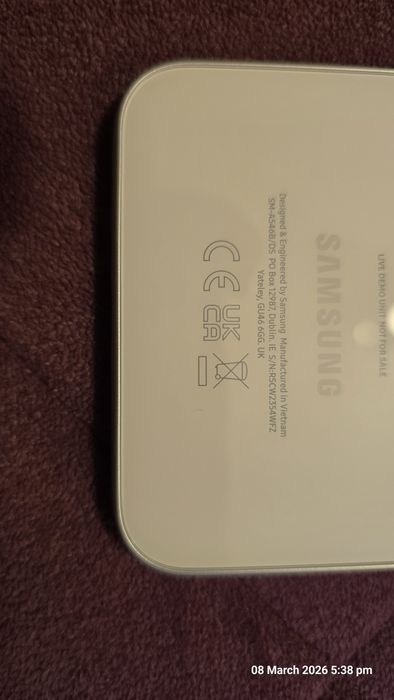 LIVE DEMO UNIT NOT FOR SALE
SAMSUNG
Designed & Engineered by Samsung Manufactured in Vietnam
SM-A546B/DS PO Box 12987, Dublin. IE S/N:R5CW2354WFZ
Yateley, GU46 6GG. UK
CE UK CA
08 March 2026 5:38 pm